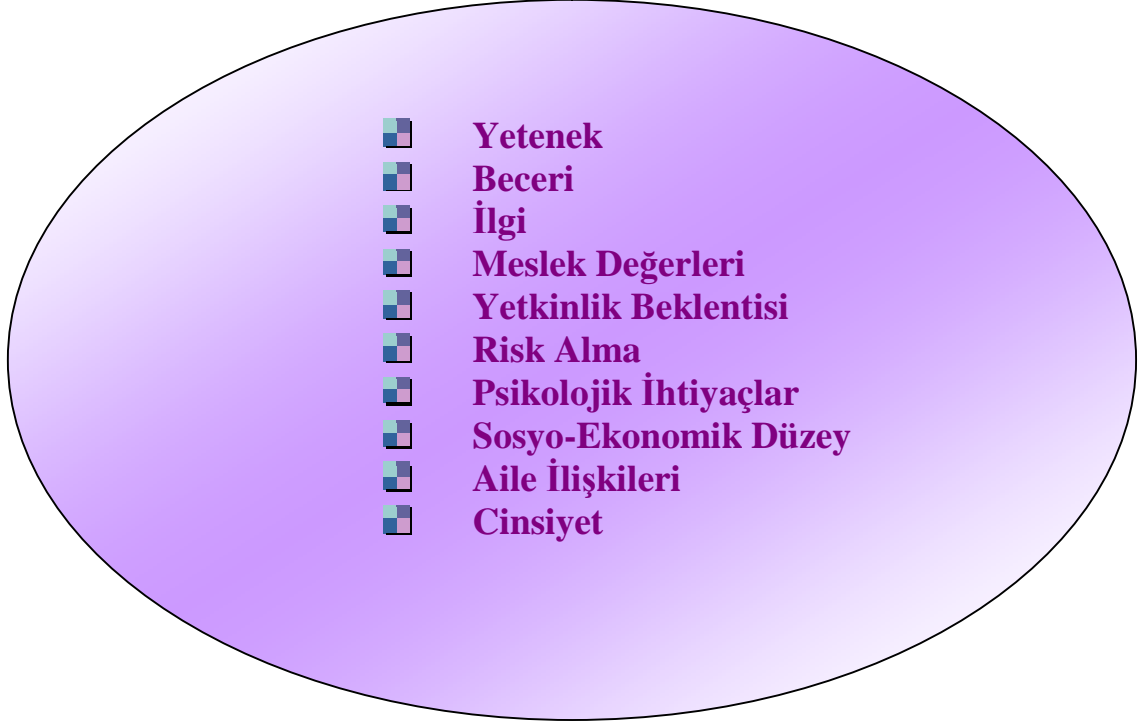 Yetenek
Beceri
İlgi
Meslek Değerleri
Yetkinlik Beklentisi
Risk Alma
Psikolojik İhtiyaçlar
Sosyo-Ekonomik Düzey
Aile İlişkileri
Cinsiyet